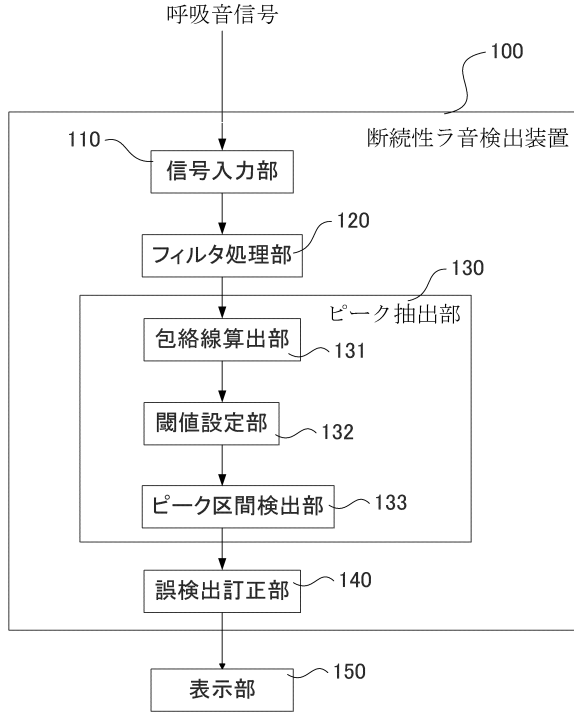 呼吸音信号
100
断続性ラ音検出装置
110
信号入力部
120
フィルタ処理部
130
ピーク抽出部
包絡線算出部
131
閾値設定部
132
ピーク区間検出部
133
誤検出訂正部
140
表示部
150